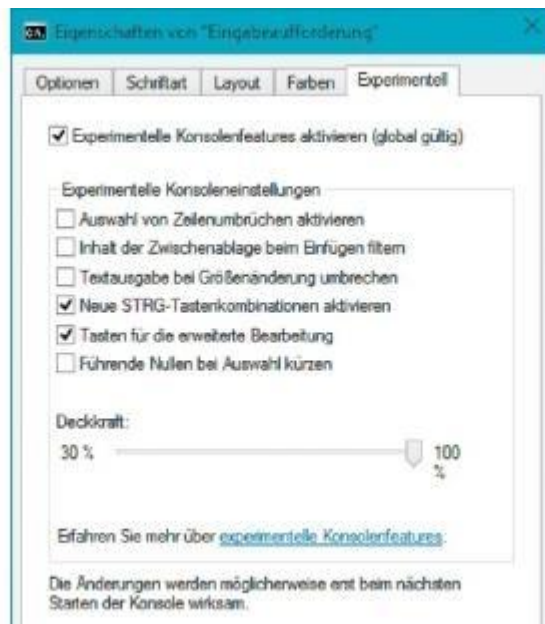 Eigenschaften von "Eingabeaufforderung"
Optionen Schriftart Layout Farben Experimentell
Experimentelle Konsolenfeatures aktivieren (global gültig)
Experimentelle Konsoleneinstellungen
Auswahl von Zeilenumbrüchen aktivieren
Inhalt der Zwischenablage beim Einfügen filtern
Textausgabe bei Größenänderung umbrechen
Neue STRG-Tastenkombinationen aktivieren
Tasten für die erweiterte Bearbeitung
Führende Nullen bei Auswahl kürzen
Deckkraft:
30 % 100
%
Erfahren Sie mehr über experimentelle Konsolenfeatures.
Die Änderungen werden möglicherweise erst beim nächsten
Starten der Konsole wirksam.